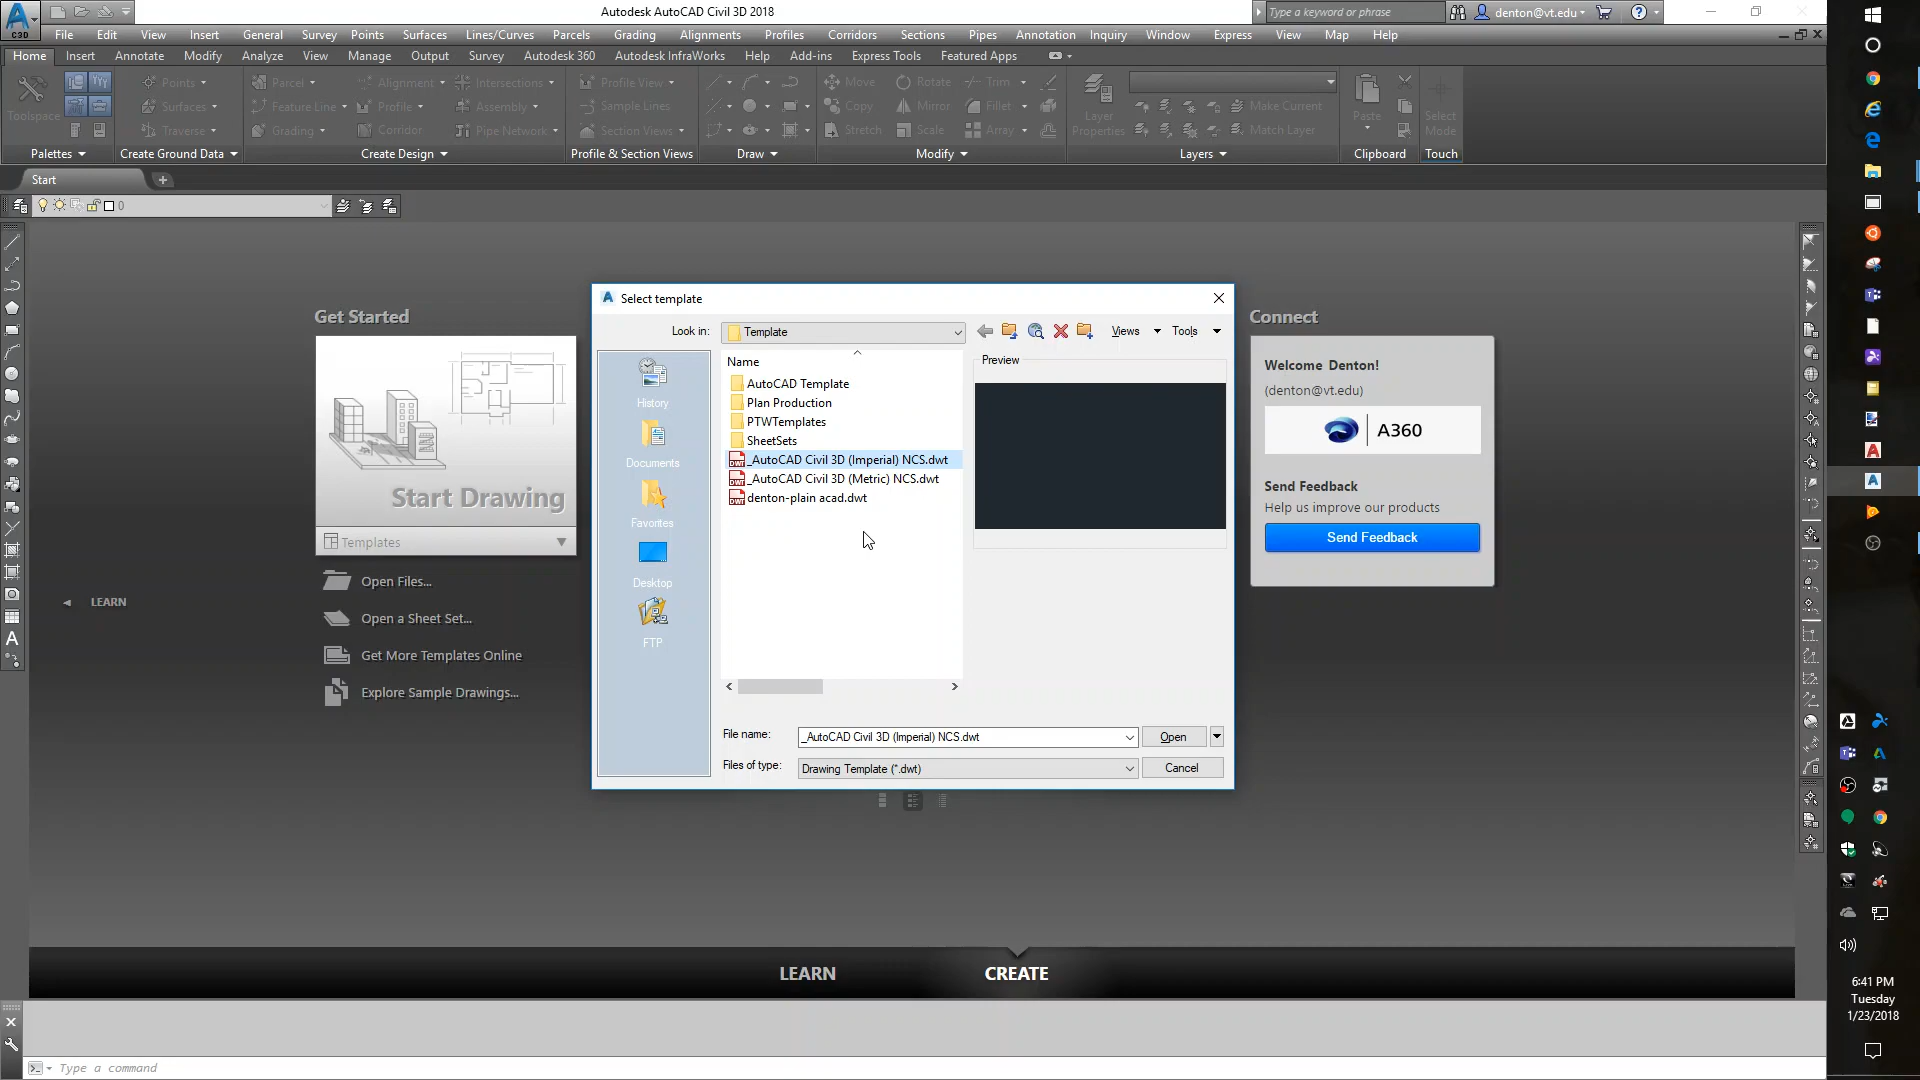 Autodesk AutoCAD Civil 3D 2018
Type a keyword or phrase
denton@vt.edu
C3D
File Edit View Insert General Survey Points Surfaces Lines/Curves Parcels Grading Alignments Profiles Corridors Sections Pipes Annotation Inquiry Window Express View Map Help
Home Insert Annotate Modify Analyze View Manage Output Survey Autodesk 360 Autodesk InfraWorks Help Add-ins Express Tools Featured Apps
Points Parcel Alignment Intersections Profile View Move Rotate Trim
Toolspace Surfaces Feature Line Profile Assembly Sample Lines Copy Mirror Fillet Layer Properties Make Current Paste Select Mode
Traverse Grading Corridor Pipe Network Section Views Stretch Scale Array Match Layer
Palettes Create Ground Data Create Design Profile & Section Views Draw Modify Layers Clipboard Touch
Start
0
Get Started
Start Drawing
Templates
Open Files...
Open a Sheet Set...
Get More Templates Online
Explore Sample Drawings...
LEARN
Select template
Look in: Template
Views Tools
Name
AutoCAD Template
Plan Production
PTWTemplates
SheetSets
_AutoCAD Civil 3D (Imperial) NCS.dwt
_AutoCAD Civil 3D (Metric) NCS.dwt
denton-plain acad.dwt
History
Documents
Favorites
Desktop
FTP
Preview
File name: _AutoCAD Civil 3D (Imperial) NCS.dwt Open
Files of type: Drawing Template (*.dwt) Cancel
Connect
Welcome Denton!
(denton@vt.edu)
A360
Send Feedback
Help us improve our products
Send Feedback
LEARN CREATE
Type a command
6:41 PM
Tuesday
1/23/2018